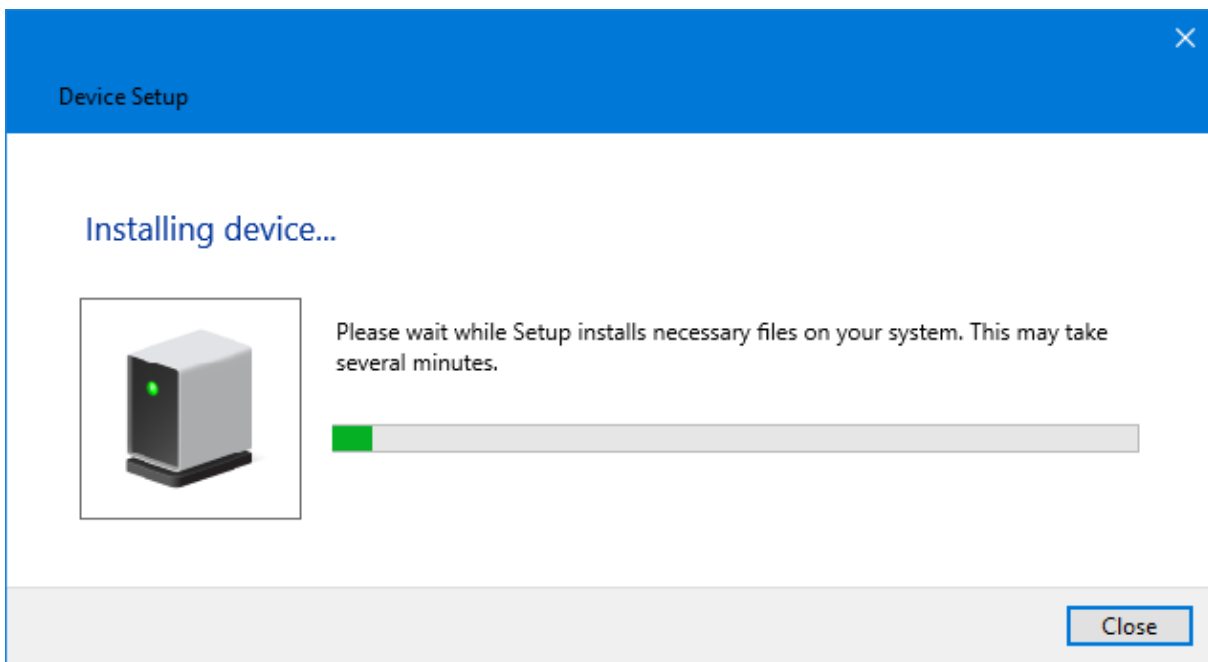 Device Setup
Installing device...
Please wait while Setup installs necessary files on your system. This may take
several minutes.
Close